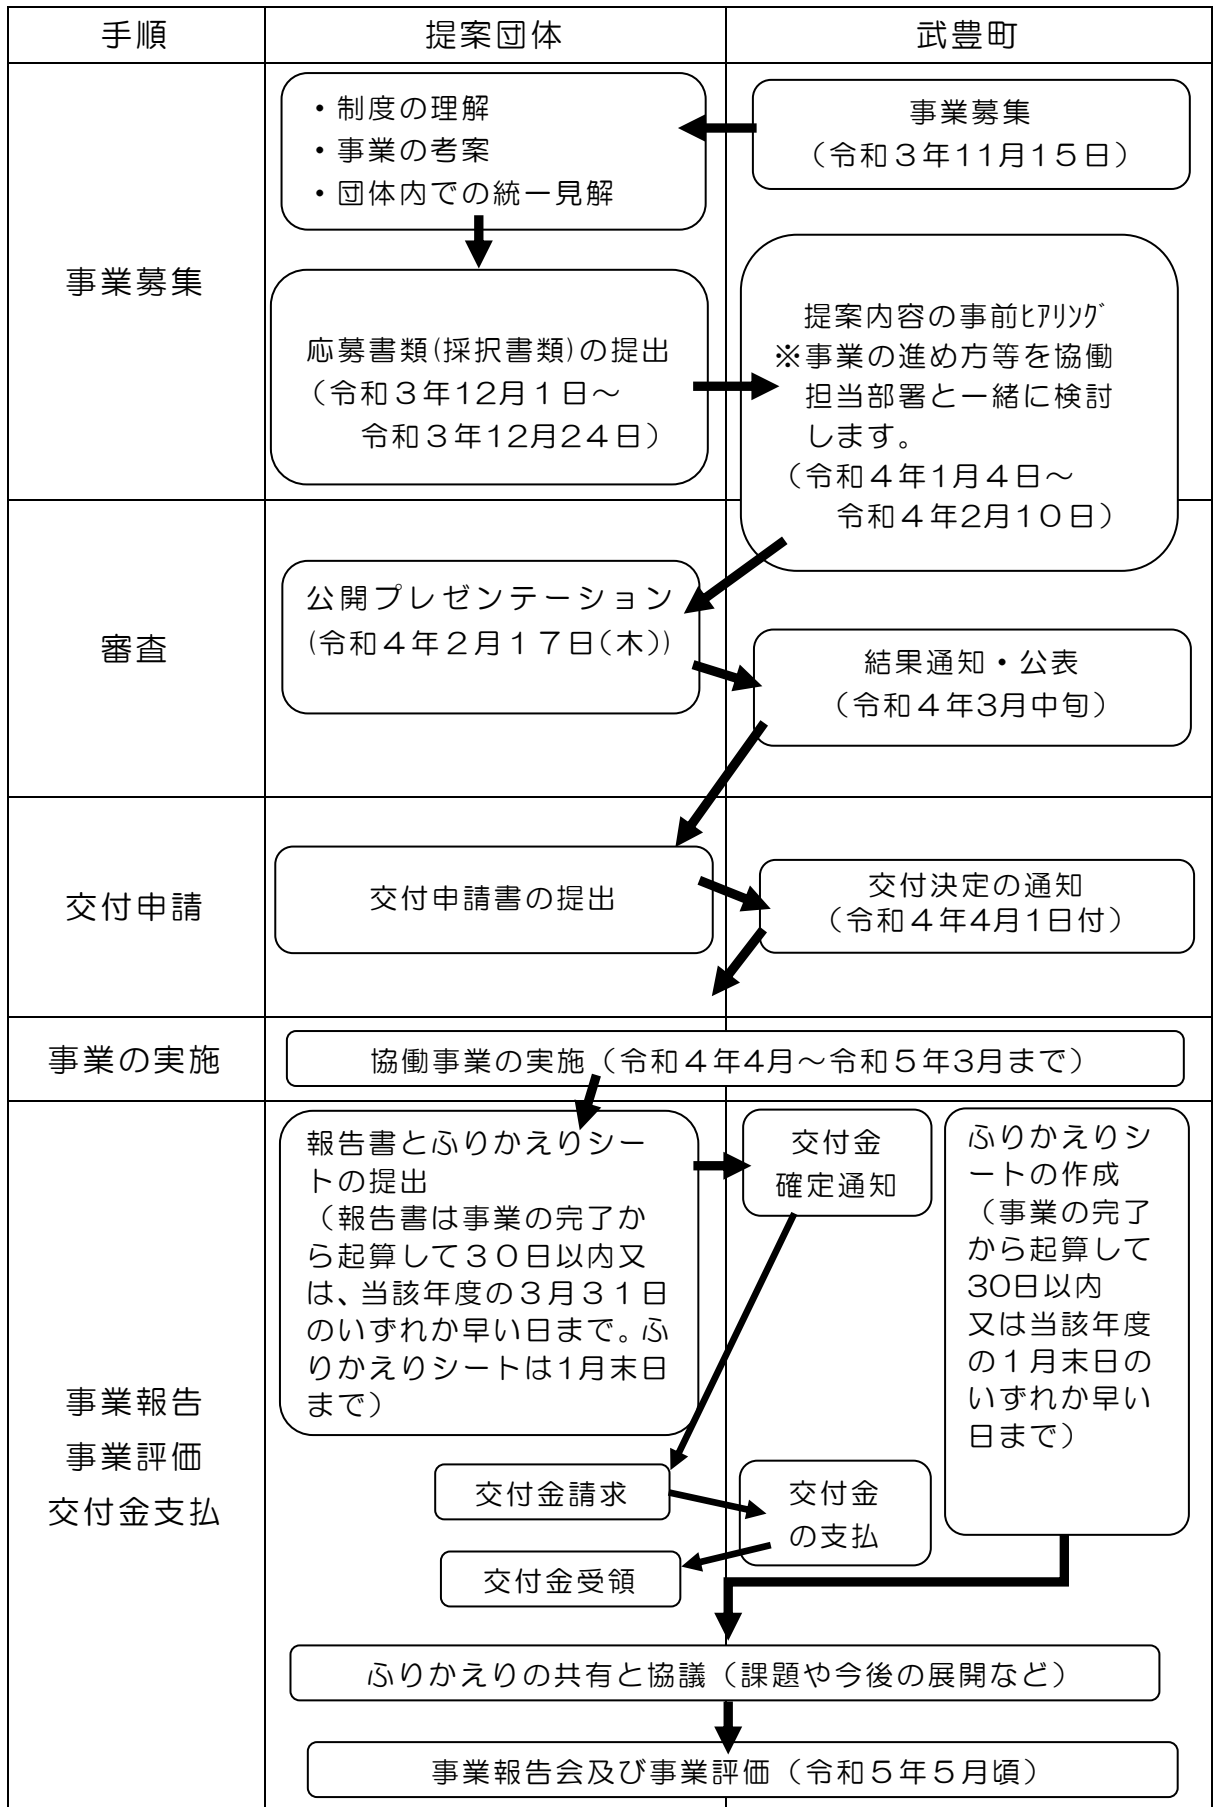 手順
提案団体
武豊町
事業募集
・制度の理解
・事業の考案
・団体内での統一見解
事業募集
（令和３年11月1５日）
応募書類(採択書類)の提出
（令和３年12月１日～
令和３年12月2４日）
提案内容の事前ﾋｱﾘﾝｸﾞ
※事業の進め方等を協働
担当部署と一緒に検討
します。
（令和４年1月４日～
令和４年2月1０日）
審査
公開プレゼンテーション
(令和４年２月１７日(木))
結果通知・公表
（令和４年3月中旬）
交付申請
交付申請書の提出
交付決定の通知
（令和４年4月1日付）
事業の実施
協働事業の実施（令和４年4月～令和５年3月まで）
事業報告
事業評価
交付金支払
報告書とふりかえりシー
トの提出
（報告書は事業の完了か
ら起算して３０日以内又
は、当該年度の３月３１日
のいずれか早い日まで。ふ
りかえりシートは1月末日
まで）
交付金
確定通知
ふりかえりシ
ートの作成
（事業の完了
から起算して
30日以内
又は当該年度
の１月末日の
いずれか早い
日まで）
交付金請求
交付金
の支払
交付金受領
ふりかえりの共有と協議（課題や今後の展開など）
事業報告会及び事業評価（令和５年５月頃）